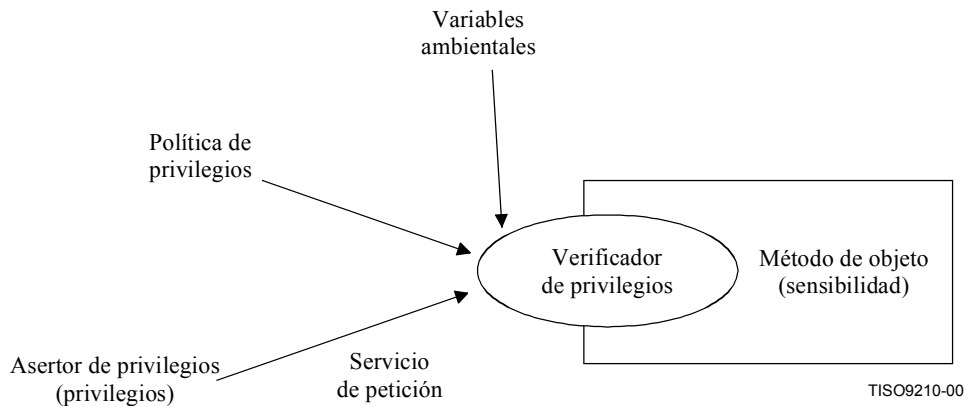 Variables
ambientales
Política de
privilegios
Verificador
de privilegios
Método de objeto
(sensibilidad)
Asertor de privilegios
(privilegios)
Servicio
de petición
TISO9210-00